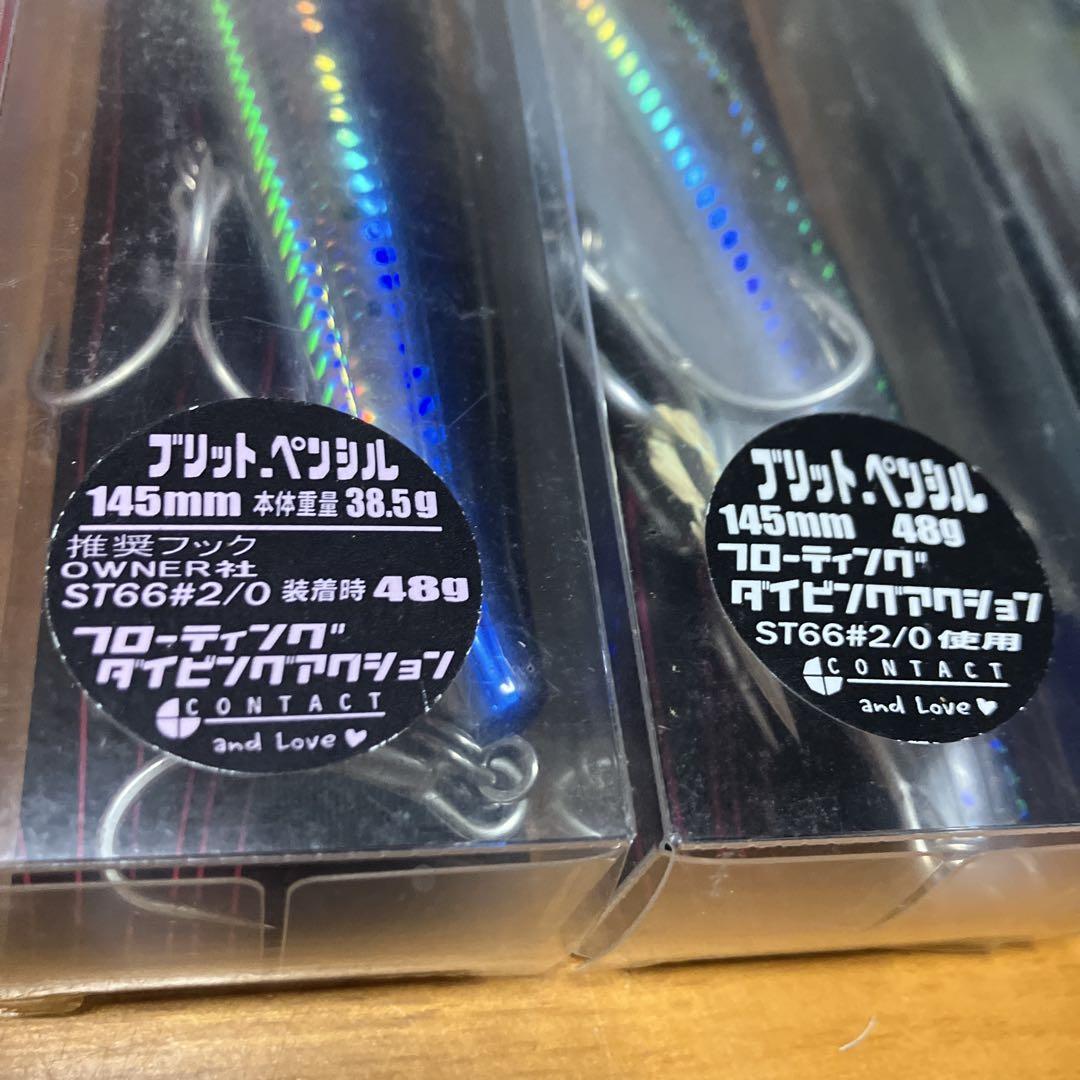 ブリット.ペンシル
145mm 本体重量 38.5g
推奨フック
OWNER社
ST66#2/0 装着時 48g
フローティング
ダイビングアクション
CONTACT
and Love♥
ブリット.ペンシル
145mm 48g
フローティング
ダイビングアクション
ST66#2/0 使用
CONTACT
and Love♥